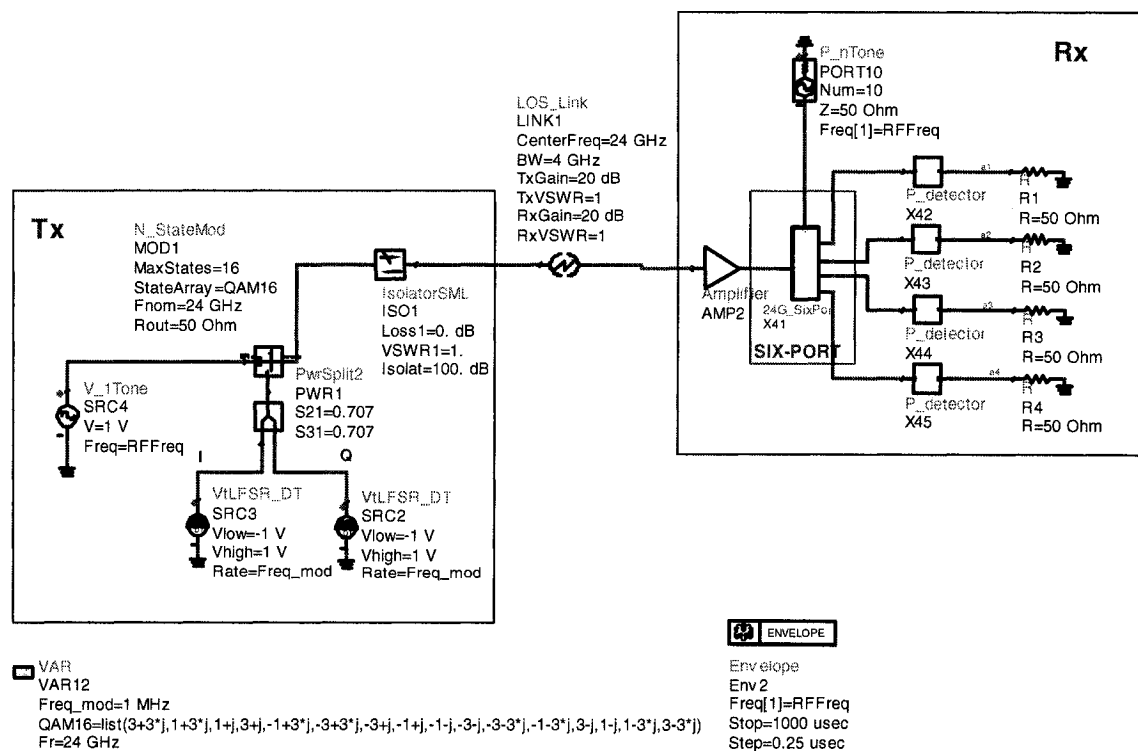 Tx
N_StateMod
MOD1
MaxStates=16
StateArray=QAM16
Fnom=24 GHz
Rout=50 Ohm
IsolatorSML
ISO1
Loss1=0. dB
VSWR1=1.
Isolat=100. dB
V_1Tone
SRC4
V=1 V
Freq=RFFreq
PwrSplit2
PWR1
S21=0.707
S31=0.707
I
Q
VtLFSR_DT
SRC3
Vlow=-1 V
Vhigh=1 V
Rate=Freq_mod
VtLFSR_DT
SRC2
Vlow=-1 V
Vhigh=1 V
Rate=Freq_mod
LOS_Link
LINK1
CenterFreq=24 GHz
BW=4 GHz
TxGain=20 dB
TxVSWR=1
RxGain=20 dB
RxVSWR=1
Rx
P_nTone
PORT10
Num=10
Z=50 Ohm
Freq[1]=RFFreq
Amplifier
AMP2
24G_SixPor
X41
SIX-PORT
P_detector
X42
a1
R
R1
R=50 Ohm
P_detector
X43
a2
R
R2
R=50 Ohm
P_detector
X44
a3
R
R3
R=50 Ohm
P_detector
X45
a4
R
R4
R=50 Ohm
VAR
VAR12
Freq_mod=1 MHz
QAM16=list(3+3*j,1+3*j,1+j,3+j,-1+3*j,-3+3*j,-3+j,-1+j,-1-j,-3-j,-3-3*j,-1-3*j,3-j,1-j,1-3*j,3-3*j)
Fr=24 GHz
ENVELOPE
Envelope
Env2
Freq[1]=RFFreq
Stop=1000 usec
Step=0.25 usec